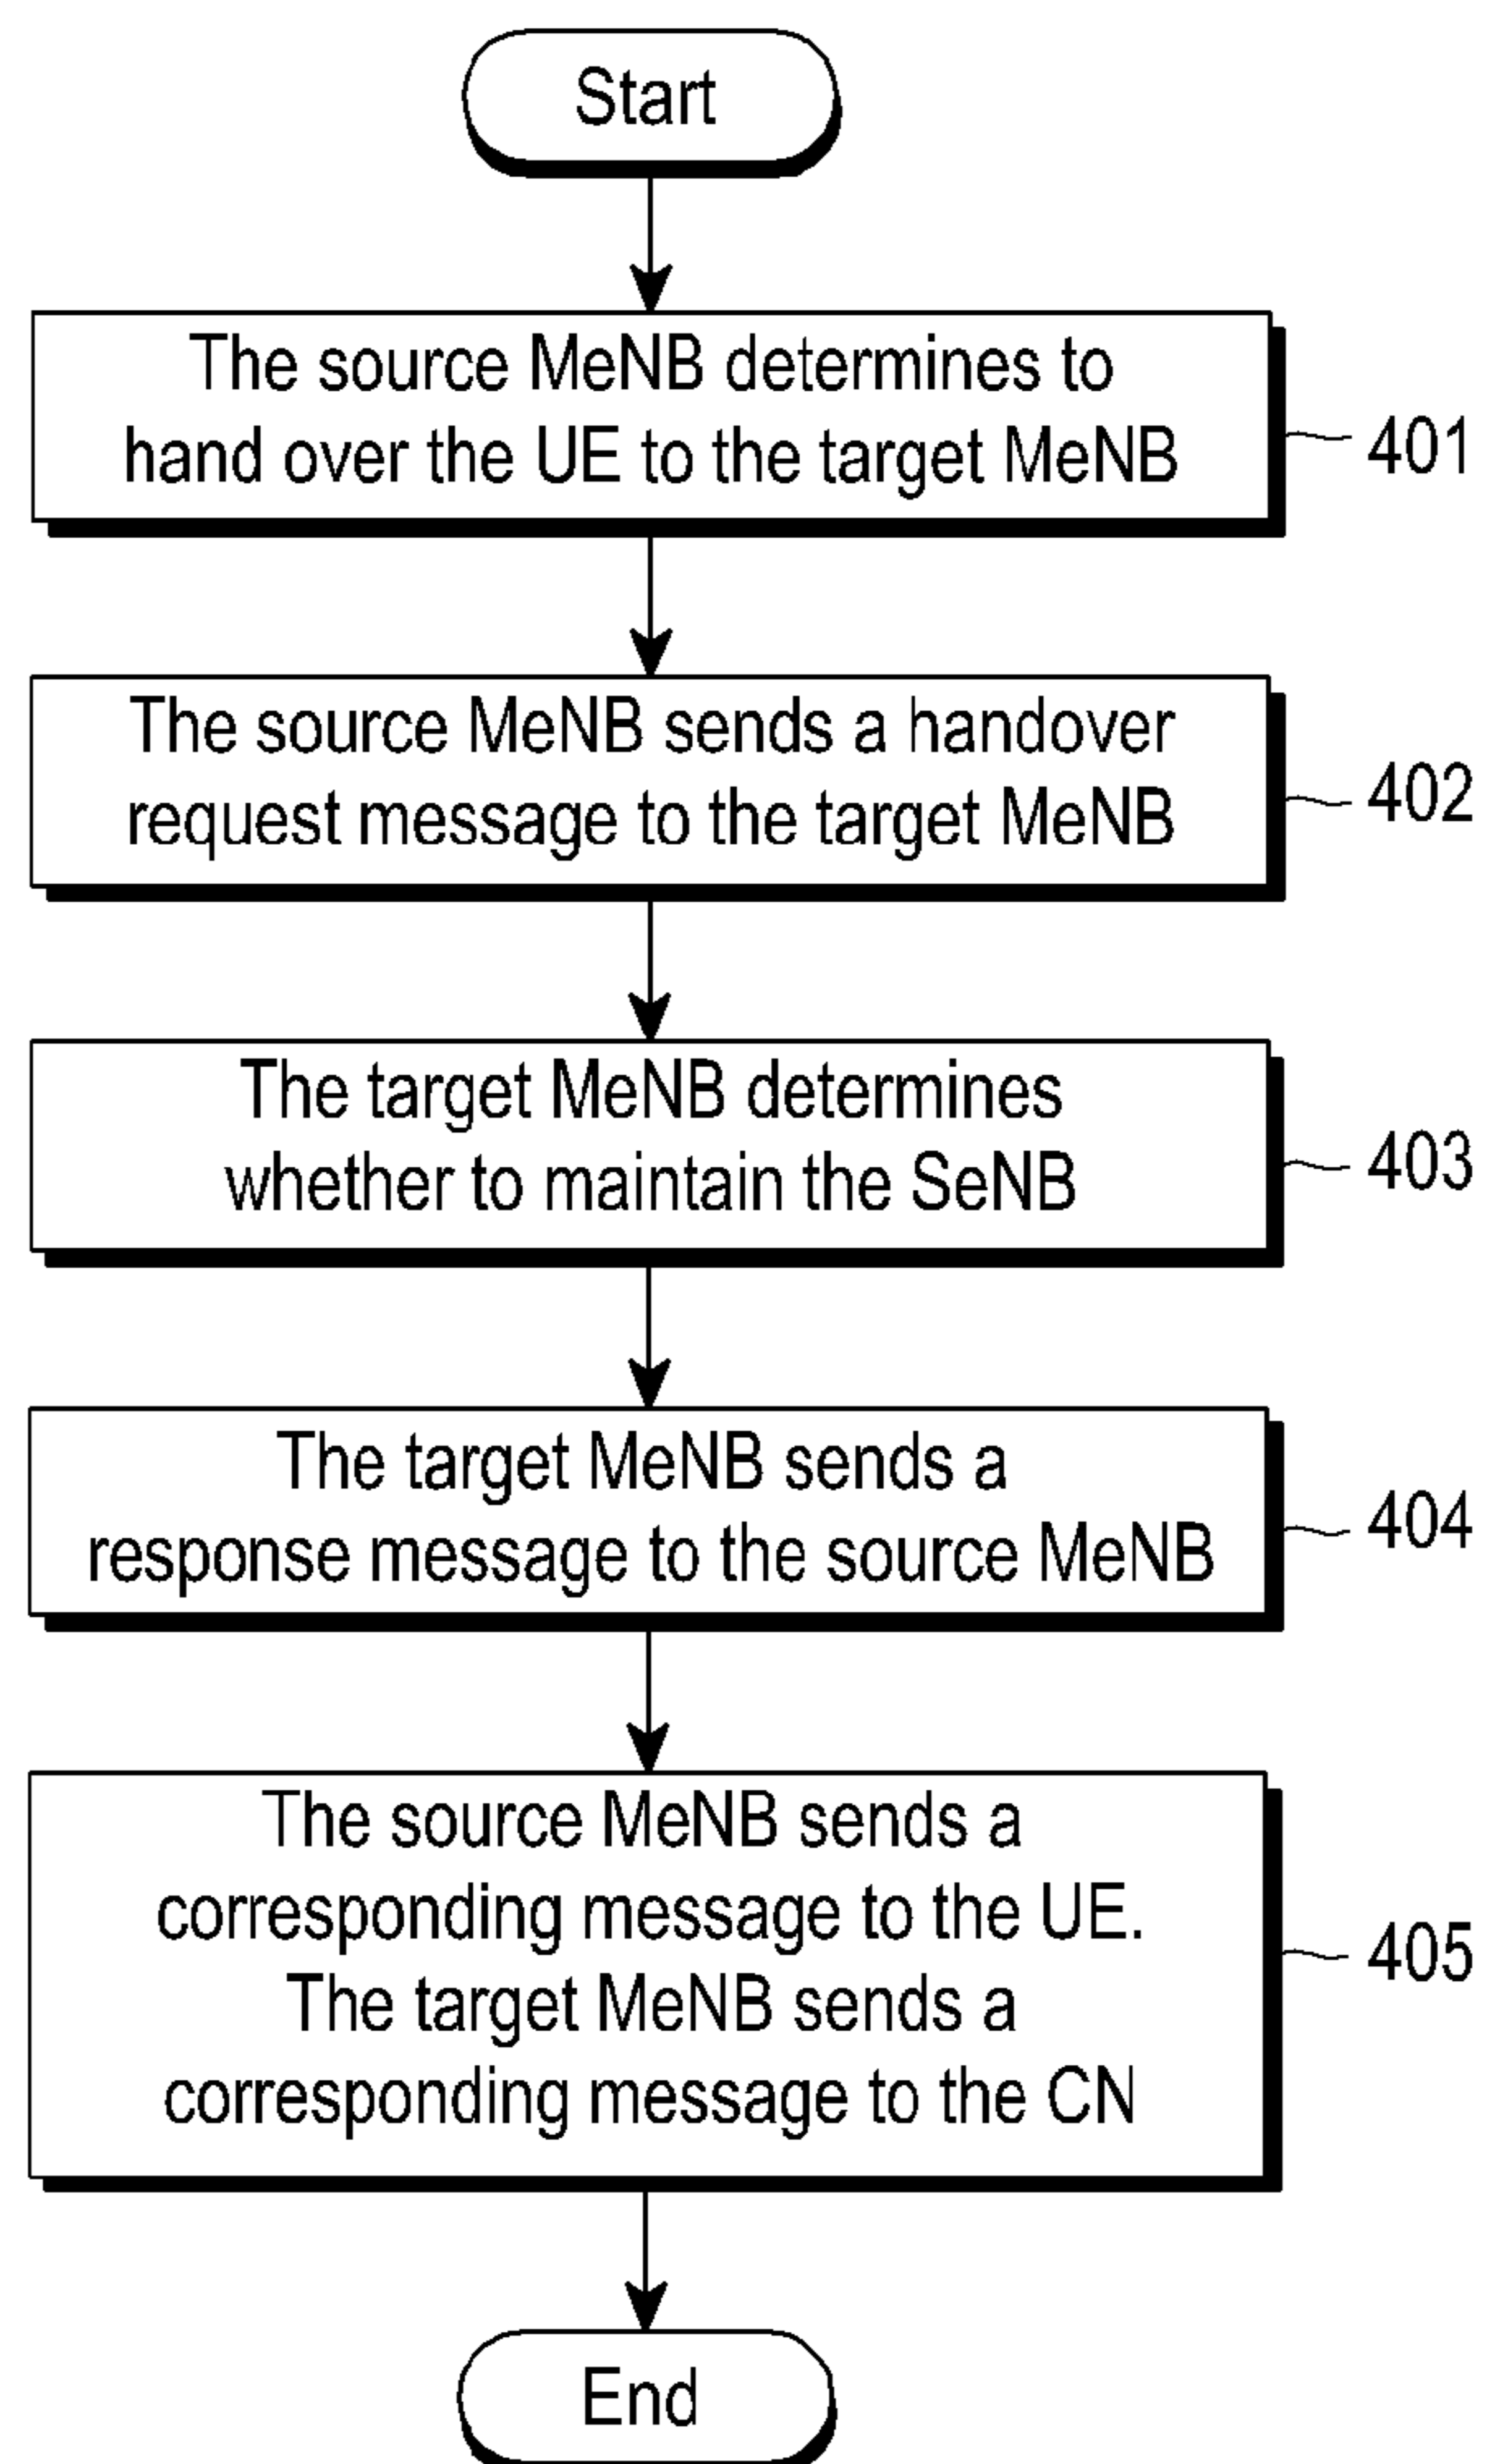 Start
The source MeNB determines to
hand over the UE to the target MeNB
401
The source MeNB sends a handover
request message to the target MeNB
402
The target MeNB determines
whether to maintain the SeNB
403
The target MeNB sends a
response message to the source MeNB
404
The source MeNB sends a
corresponding message to the UE.
The target MeNB sends a
corresponding message to the CN
405
End